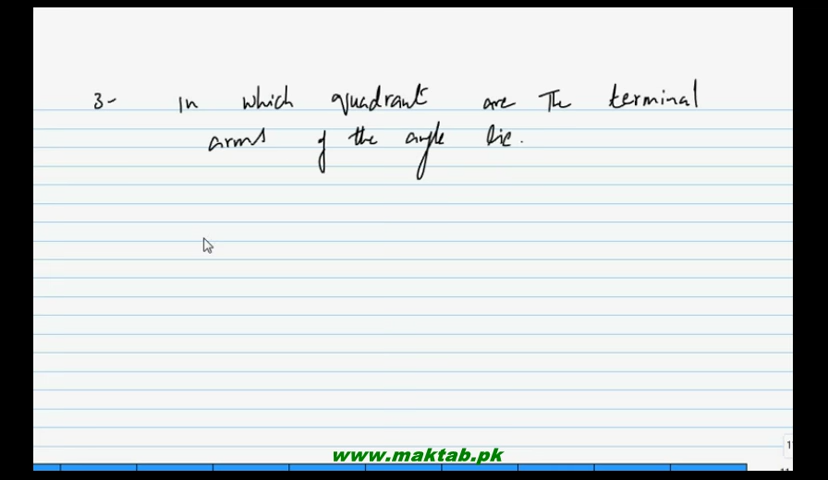 3- In which quadrant are The terminal
arms of the angle lie.
www.maktab.pk